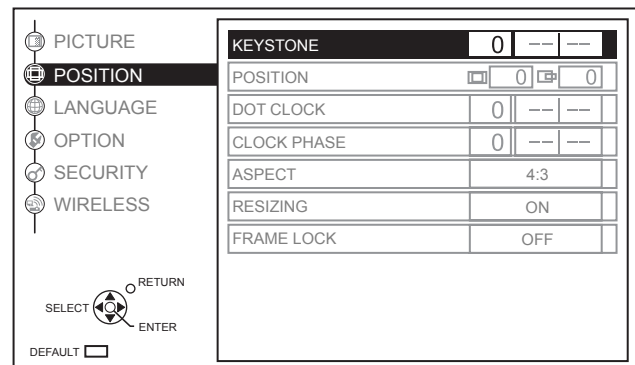 PICTURE
POSITION
LANGUAGE
OPTION
SECURITY
WIRELESS
RETURN
SELECT
ENTER
DEFAULT
KEYSTONE 0
POSITION 0 0
DOT CLOCK 0
CLOCK PHASE 0
ASPECT 4:3
RESIZING ON
FRAME LOCK OFF